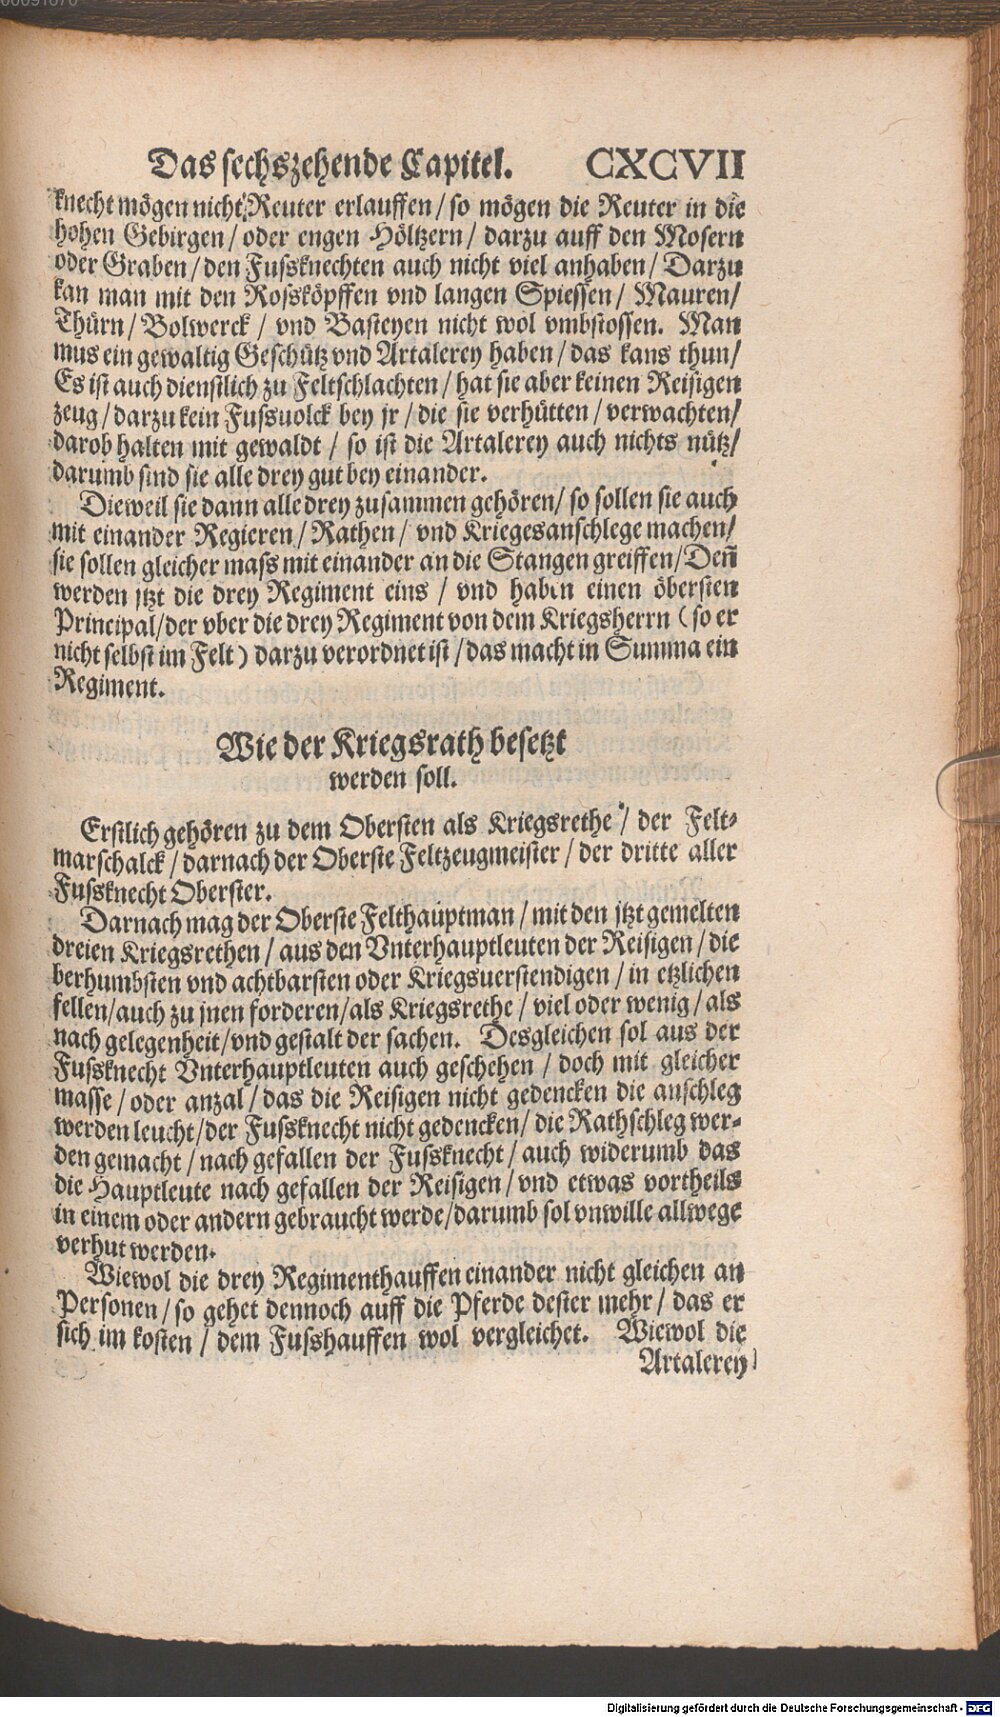 00091670
Das sechszehende Capitel. CXCVII
knecht mögen nicht Reuter erlauffen / so mögen die Reuter in die
hohen Gebirgen / oder engen Höltzern / darzu auff den Mosern
oder Graben / den Fussknechten auch nicht viel anhaben / Darzu
kan man mit den Rossköpffen vnd langen Spiessen / Mauren /
Thürn / Bolwerck / vnd Basteyen nicht wol vmbstossen. Man
mus ein gewaltig Geschütz vnd Artalerey haben / das kans thun /
Es ist auch dienstlich zu Feltschlachten / hat sie aber keinen Reisigen
zeug / darzu kein Fussuolck bey jr / die sie verhütten / verwachten /
darob halten mit gewaldt / so ist die Artalerey auch nichts nütz /
darumb sind sie alle drey gut bey einander.
Dieweil sie dann alle drey zusammen gehören / so sollen sie auch
mit einander Regieren / Rathen / vnd Kriegesanschlege machen /
sie sollen gleicher mass mit einander an die Stangen greiffen / Den̄
werden jtzt die drey Regiment eins / vnd haben einen öbersten
Principal / der vber die drey Regiment von dem Kriegsherrn ( so er
nicht selbst im Felt ) darzu verordnet ist / das macht in Summa ein
Regiment.
Wie der Kriegsrath besetzt
werden soll.
Erstlich gehören zu dem Obersten als Kriegsrethe / der Felt-
marschalck / darnach der Oberste Feltzeugmeister / der dritte aller
Fussknecht Oberster.
Darnach mag der Oberste Felthauptman / mit den jtzt gemelten
dreien Kriegsrethen / aus den Vnterhauptleuten der Reisigen / die
berhumbsten vnd achtbarsten oder Kriegsuerstendigen / in etzlichen
fellen / auch zu jnen forderen / als Kriegsrethe / viel oder wenig / als
nach gelegenheit / vnd gestalt der sachen. Desgleichen sol aus der
Fussknecht Vnterhauptleuten auch geschehen / doch mit gleicher
masse / oder anzal / das die Reisigen nicht gedencken die anschleg
werden leucht / der Fussknecht nicht gedencken / die Rathschleg wer-
den gemacht / nach gefallen der Fussknecht / auch widerumb das
die Hauptleute nach gefallen der Reisigen / vnd etwas vortheils
in einem oder andern gebraucht werde / darumb sol vnwille allwege
verhut werden.
Wiewol die drey Regimenthauffen einander nicht gleichen an
Personen / so gehet dennoch auff die Pferde dester mehr / das er
sich im kosten / dem Fusshauffen wol vergleichet. Wiewol die
Artalerey
Digitalisierung gefördert durch die Deutsche Forschungsgemeinschaft - DFG